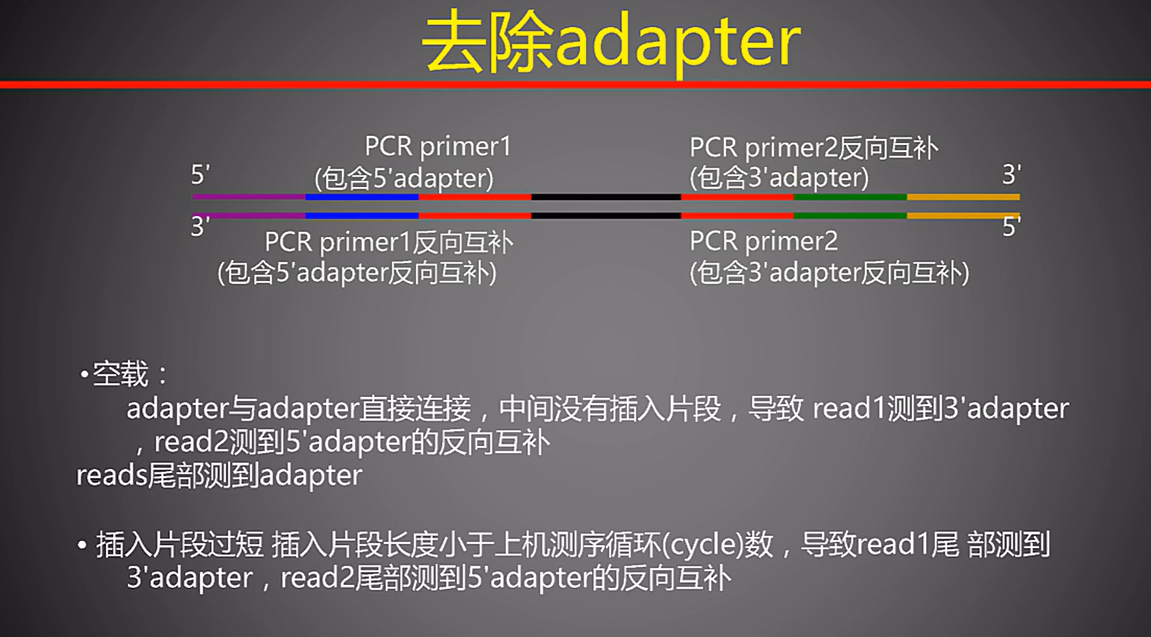 去除adapter
PCR primer1
(包含5'adapter)
PCR primer2反向互补
(包含3'adapter)
5'
3'
3'
5'
PCR primer1反向互补
(包含5'adapter反向互补)
PCR primer2
(包含3'adapter反向互补)
•空载：
adapter与adapter直接连接，中间没有插入片段，导致 read1测到3'adapter
，read2测到5'adapter的反向互补
reads尾部测到adapter
• 插入片段过短 插入片段长度小于上机测序循环(cycle)数，导致read1尾 部测到
3'adapter，read2尾部测到5'adapter的反向互补